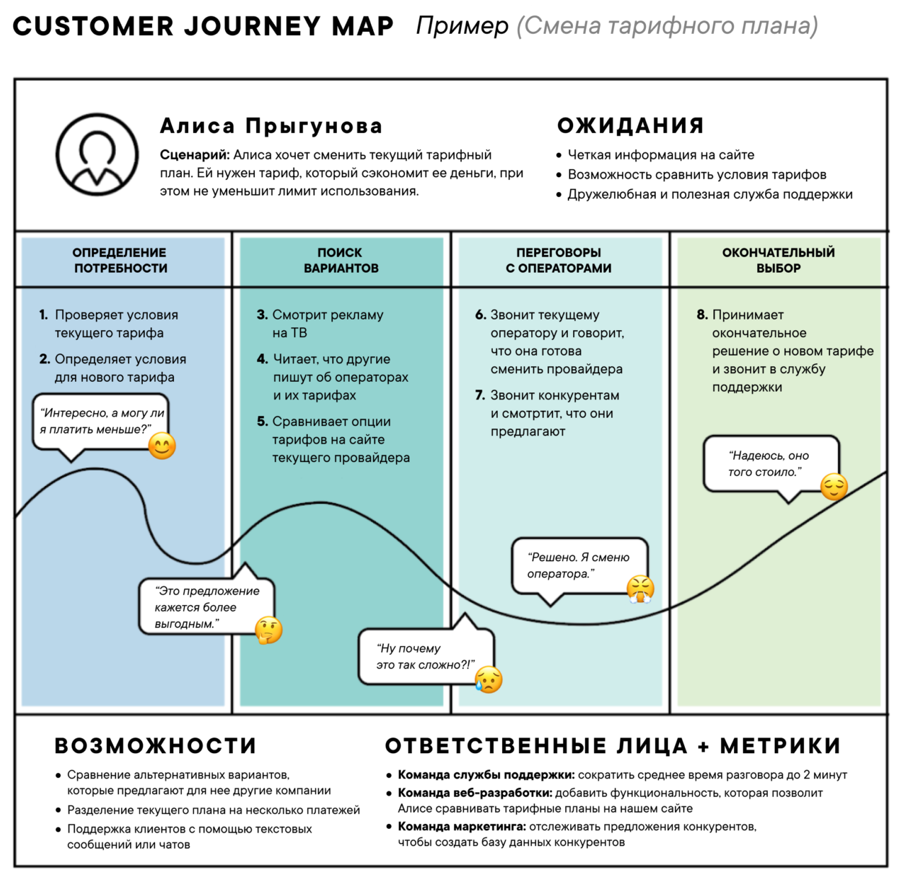 CUSTOMER JOURNEY MAP Пример (Смена тарифного плана)
Алиса Прыгунова
Сценарий: Алиса хочет сменить текущий тарифный
план. Ей нужен тариф, который сэкономит ее деньги, при
этом не уменьшит лимит использования.
ОЖИДАНИЯ
• Четкая информация на сайте
• Возможность сравнить условия тарифов
• Дружелюбная и полезная служба поддержки
ОПРЕДЕЛЕНИЕ
ПОТРЕБНОСТИ
1. Проверяет условия
текущего тарифа
2. Определяет условия
для нового тарифа
“Интересно, а могу ли
я платить меньше?”
“Это предложение
кажется более
выгодным.”
ПОИСК
ВАРИАНТОВ
3. Смотрит рекламу
на ТВ
4. Читает, что другие
пишут об операторах
и их тарифах
5. Сравнивает опции
тарифов на сайте
текущего провайдера
“Ну почему
это так сложно?!”
ПЕРЕГОВОРЫ
С ОПЕРАТОРАМИ
6. Звонит текущему
оператору и говорит,
что она готова
сменить провайдера
7. Звонит конкурентам
и смотртит, что они
предлагают
“Решено. Я сменю
оператора.”
ОКОНЧАТЕЛЬНЫЙ
ВЫБОР
8. Принимает
окончательное
решение о новом тарифе
и звонит в службу
поддержки
“Надеюсь, оно
того стоило.”
ВОЗМОЖНОСТИ
• Сравнение альтернативных вариантов,
которые предлагают для нее другие компании
• Разделение текущего плана на несколько платежей
• Поддержка клиентов с помощью текстовых
сообщений или чатов
ОТВЕТСТВЕННЫЕ ЛИЦА + МЕТРИКИ
• Команда службы поддержки: сократить среднее время разговора до 2 минут
• Команда веб-разработки: добавить функциональность, которая позволит
Алисе сравнивать тарифные планы на нашем сайте
• Команда маркетинга: отслеживать предложения конкурентов,
чтобы создать базу данных конкурентов